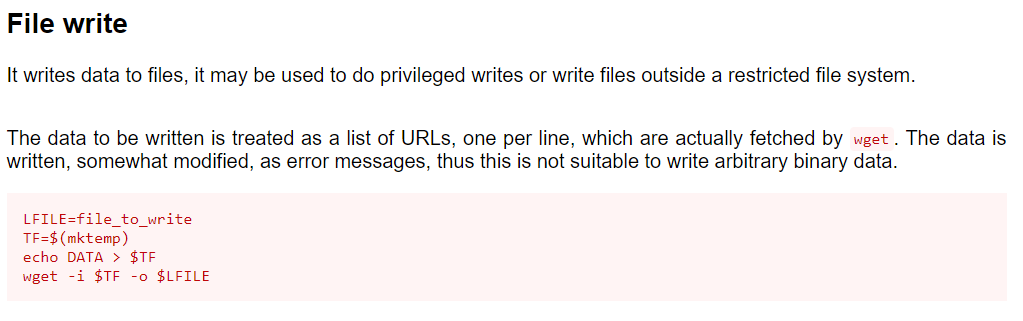 File write
It writes data to files, it may be used to do privileged writes or write files outside a restricted file system.
The data to be written is treated as a list of URLs, one per line, which are actually fetched by wget . The data is
written, somewhat modified, as error messages, thus this is not suitable to write arbitrary binary data.
LFILE=file_to_write
TF=$(mktemp)
echo DATA > $TF
wget -i $TF -o $LFILE